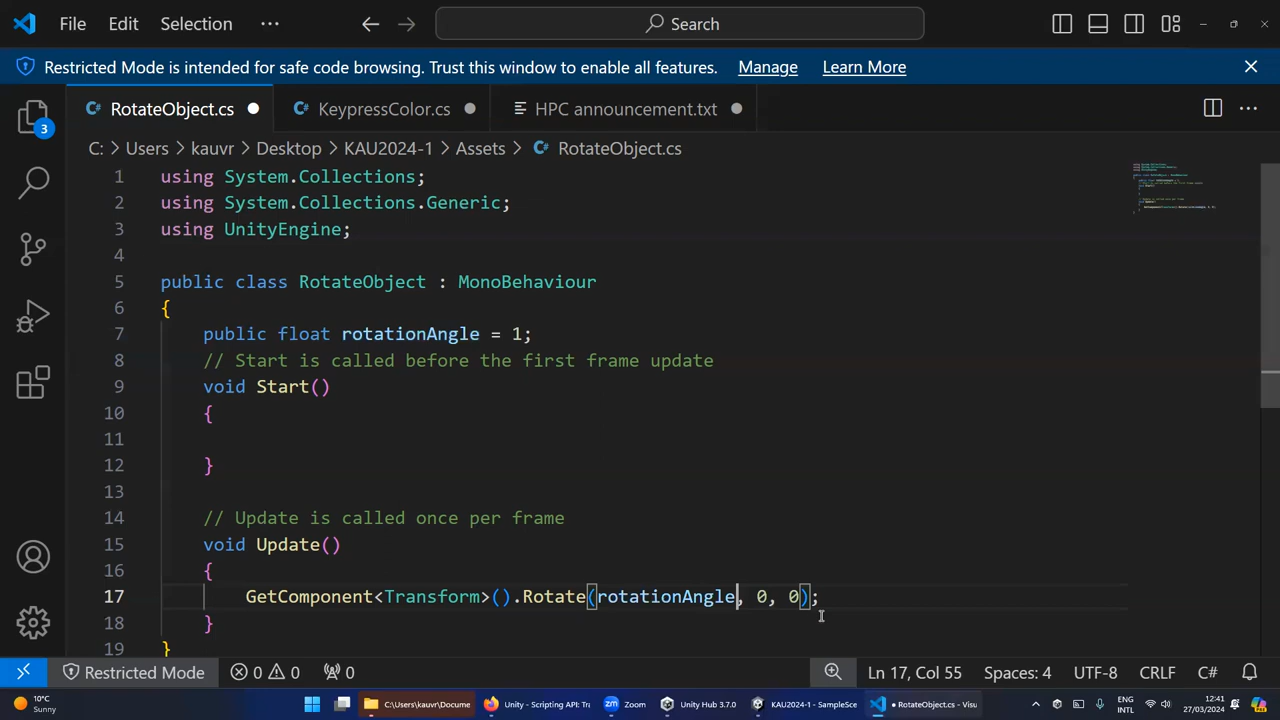 File Edit Selection ··· Search
Restricted Mode is intended for safe code browsing. Trust this window to enable all features. Manage Learn More
RotateObject.cs KeypressColor.cs HPC announcement.txt
C: > Users > kauvr > Desktop > KAU2024-1 > Assets > RotateObject.cs
3
1 using System.Collections;
2 using System.Collections.Generic;
3 using UnityEngine;
4
5 public class RotateObject : MonoBehaviour
6 {
7 public float rotationAngle = 1;
8 // Start is called before the first frame update
9 void Start()
10 {
11
12 }
13
14 // Update is called once per frame
15 void Update()
16 {
17 GetComponent<Transform>().Rotate(rotationAngle, 0, 0);
18 }
19 }
Restricted Mode 0 0 0 Ln 17, Col 55 Spaces: 4 UTF-8 CRLF C#
10°C
Sunny
C:\Users\kauvr\Docume
Unity - Scripting API: Tra
Zoom
Unity Hub 3.7.0
KAU2024-1 - SampleSce
● RotateObject.cs - Visu
ENG
INTL
12:41
27/03/2024